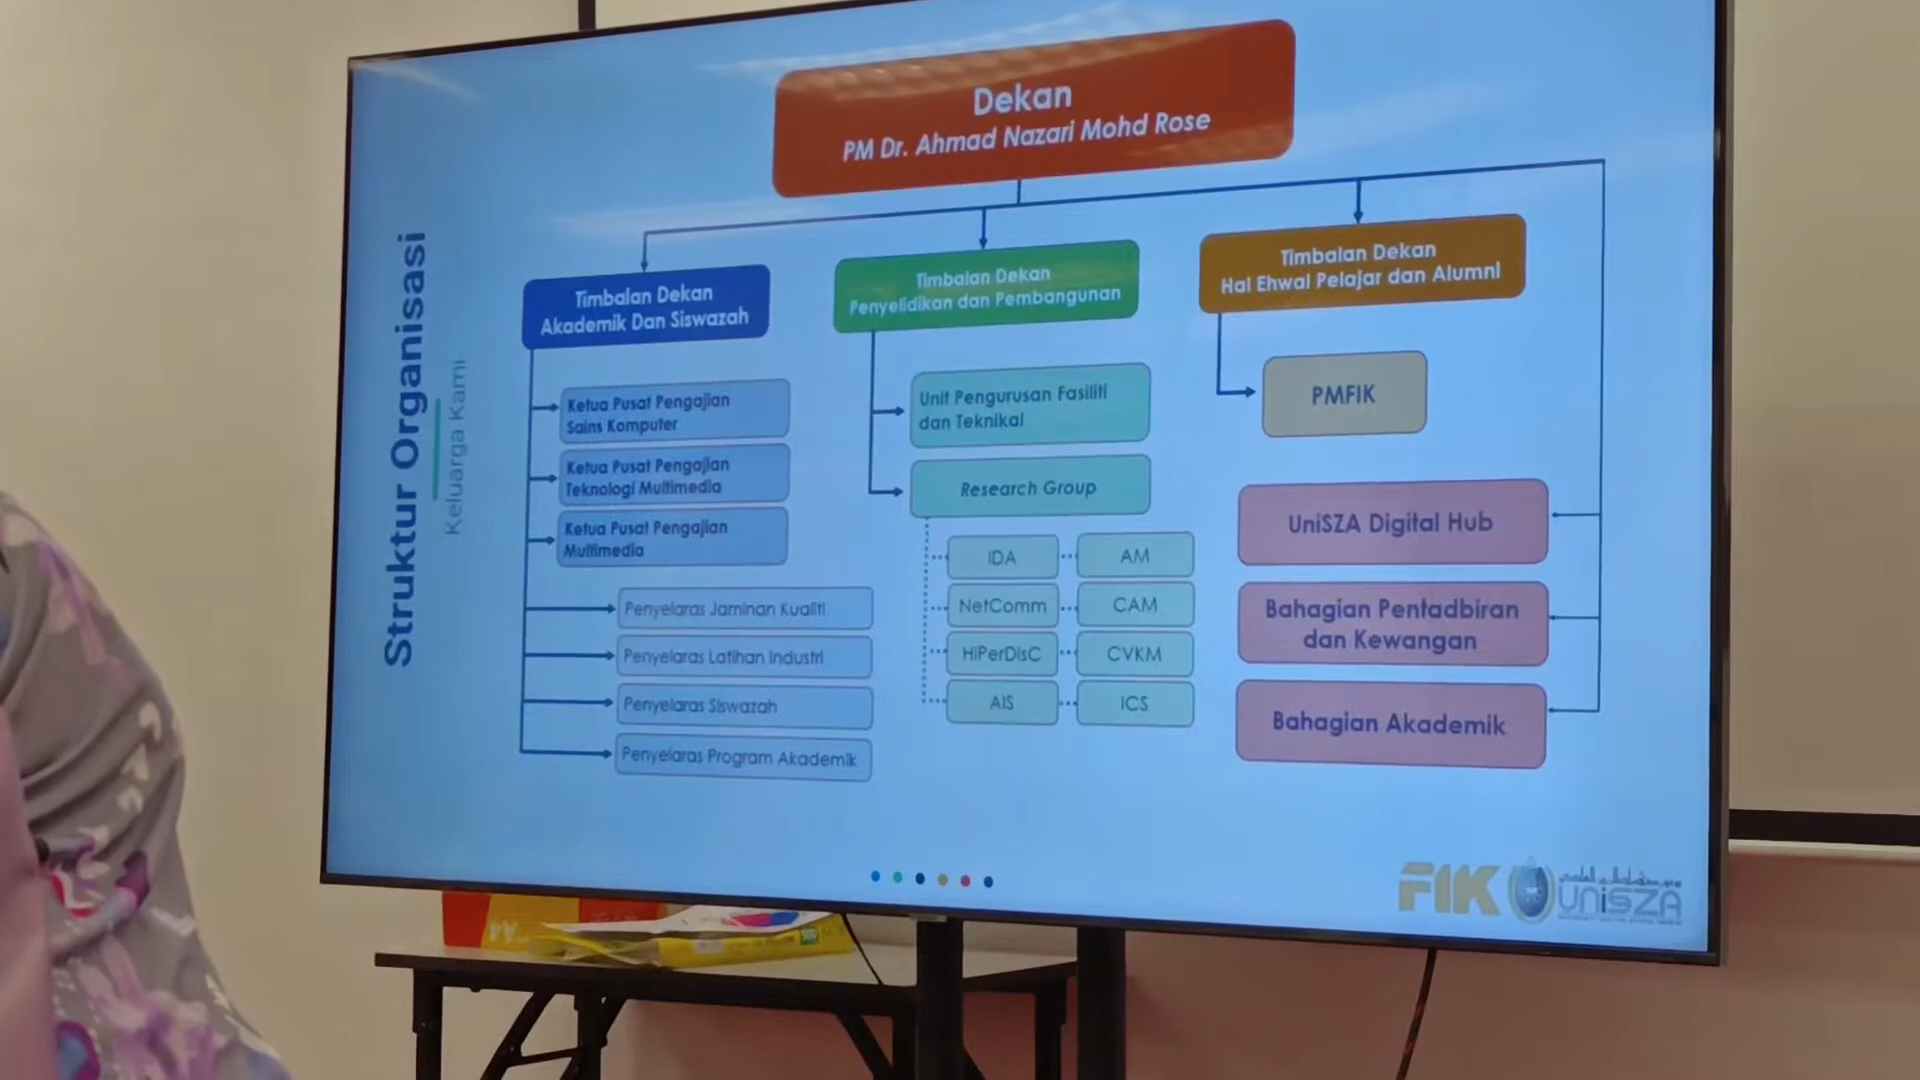 Struktur Organisasi
Keluarga Kami
Dekan
PM Dr. Ahmad Nazari Mohd Rose
Timbalan Dekan
Akademik Dan Siswazah
Ketua Pusat Pengajian
Sains Komputer
Ketua Pusat Pengajian
Teknologi Multimedia
Ketua Pusat Pengajian
Multimedia
Penyelaras Jaminan Kualiti
Penyelaras Latihan Industri
Penyelaras Siswazah
Penyelaras Program Akademik
Timbalan Dekan
Penyelidikan dan Pembangunan
Unit Pengurusan Fasiliti
dan Teknikal
Research Group
IDA
AM
NetComm
CAM
HiPerDisC
CVKM
AIS
ICS
Timbalan Dekan
Hal Ehwal Pelajar dan Alumni
PMFIK
UniSZA Digital Hub
Bahagian Pentadbiran
dan Kewangan
Bahagian Akademik
FIK
UniSZA
A4